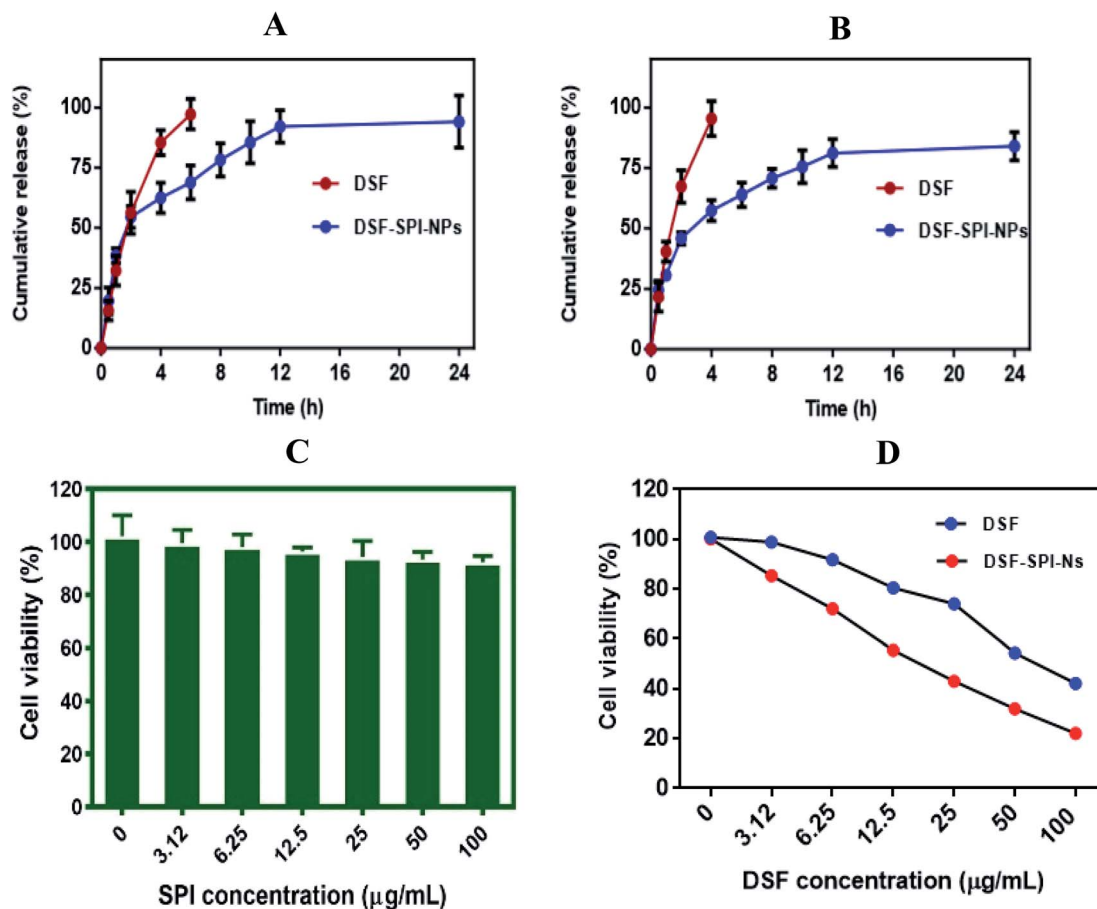 A
Cumulative release (%)
100
75
50
25
0
DSF
DSF-SPI-NPs
0 4 8 12 16 20 24
Time (h)
B
Cumulative release (%)
100
75
50
25
0
DSF
DSF-SPI-NPs
0 4 8 12 16 20 24
Time (h)
C
Cell viability (%)
120
100
80
60
40
20
0
0 3.12 6.25 12.5 25 50 100
SPI concentration (μg/mL)
D
Cell viability (%)
120
100
80
60
40
20
0
DSF
DSF-SPI-Ns
0 3.12 6.25 12.5 25 50 100
DSF concentration (μg/mL)